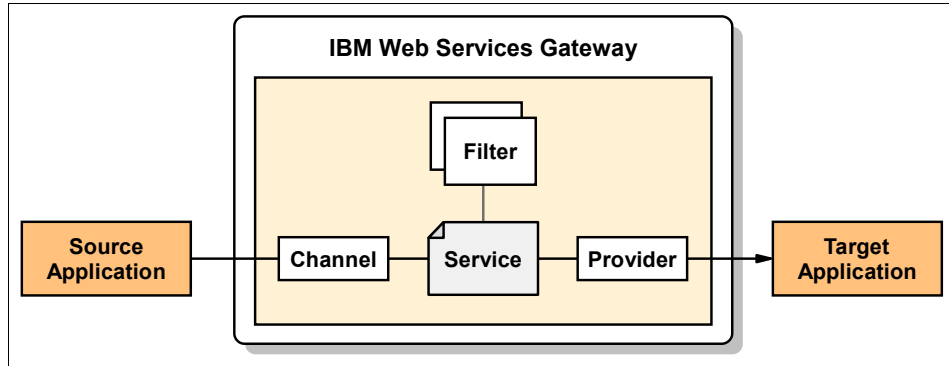 IBM Web Services Gateway
Filter
Source
Application
Channel
Service
Provider
Target
Application